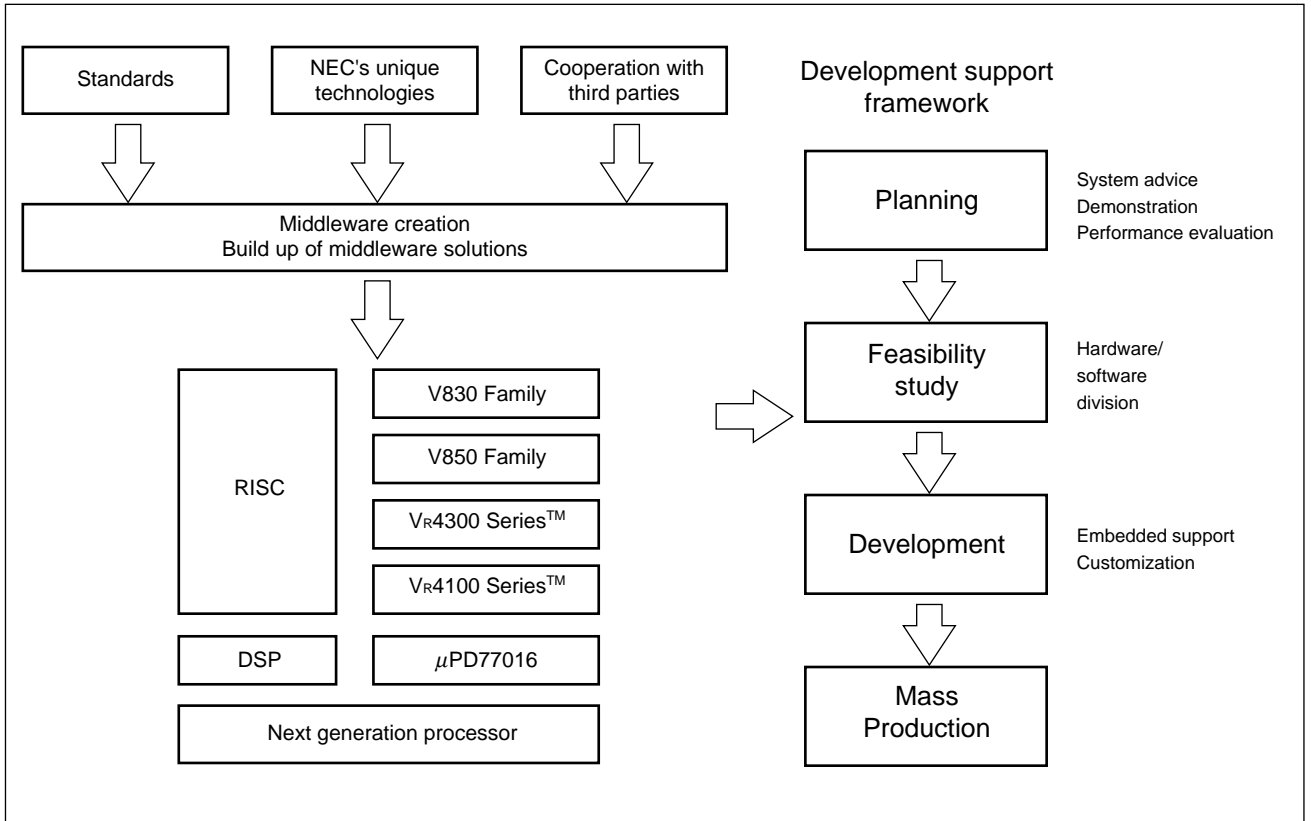 Standards
NEC's unique
technologies
Cooperation with
third parties
Middleware creation
Build up of middleware solutions
RISC
V830 Family
V850 Family
VR4300 Series™
VR4100 Series™
DSP
μPD77016
Next generation processor
Development support
framework
Planning
System advice
Demonstration
Performance evaluation
Feasibility
study
Hardware/
software
division
Development
Embedded support
Customization
Mass
Production